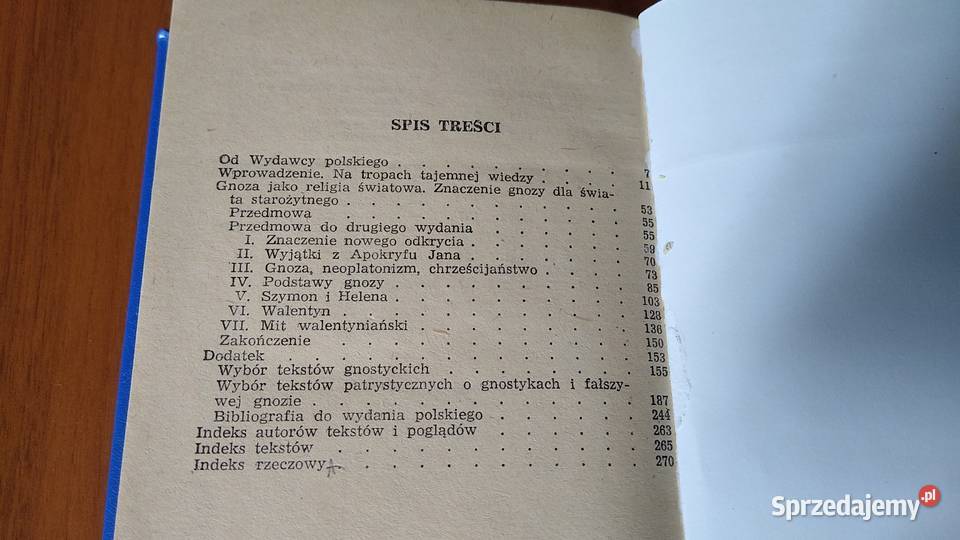 SPIS TREŚCI
Od Wydawcy polskiego . . . . . . . . . . 7
Wprowadzenie. Na tropach tajemnej wiedzy . . . . 11
Gnoza jako religia światowa. Znaczenie gnozy dla świa-
ta starożytnego . . . . . . . . . . . . 53
Przedmowa . . . . . . . . . . . . . 55
Przedmowa do drugiego wydania . . . . . . . 55
I. Znaczenie nowego odkrycia . . . . . . . . 59
II. Wyjątki z Apokryfu Jana . . . . . . . . 70
III. Gnoza, neoplatonizm, chrześcijaństwo . . . . . 73
IV. Podstawy gnozy . . . . . . . . . . . 85
V. Szymon i Helena . . . . . . . . . . . 103
VI. Walentyn . . . . . . . . . . . . . 128
VII. Mit walentyniański . . . . . . . . . . 136
Zakończenie . . . . . . . . . . . . . 150
Dodatek . . . . . . . . . . . . . . . 153
Wybór tekstów gnostyckich . . . . . . . . . 155
Wybór tekstów patrystycznych o gnostykach i fałszy-
wej gnozie . . . . . . . . . . . . . . 187
Bibliografia do wydania polskiego . . . . . . . 244
Indeks autorów tekstów i poglądów . . . . . . . 263
Indeks tekstów . . . . . . . . . . . . . 265
Indeks rzeczowy . . . . . . . . . . . . . 270
Sprzedajemy.pl